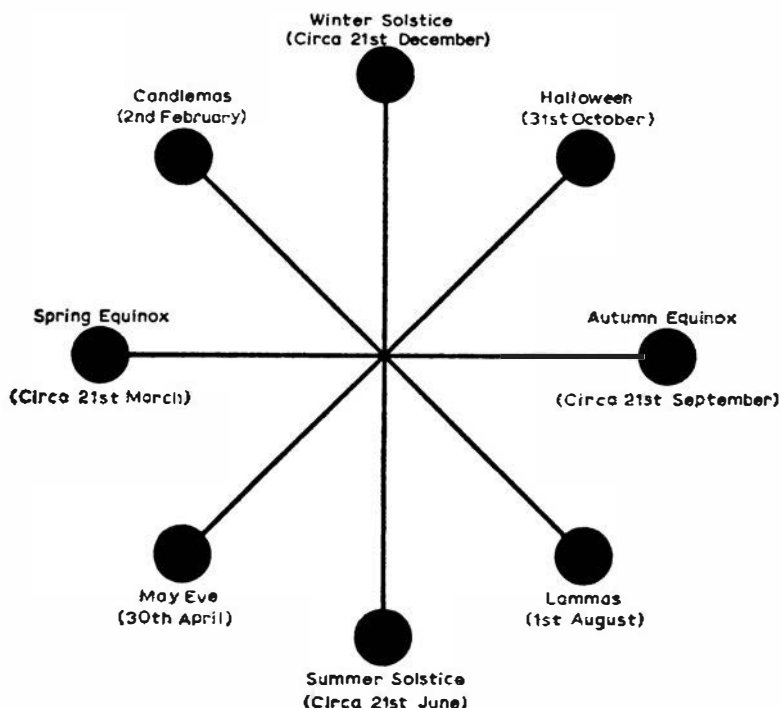 Winter Solstice
(Circa 21st December)
Candlemas
(2nd February)
Halloween
(31st October)
Spring Equinox
(Circa 21st March)
Autumn Equinox
(Circa 21st September)
May Eve
(30th April)
Lammas
(1st August)
Summer Solstice
(Circa 21st June)